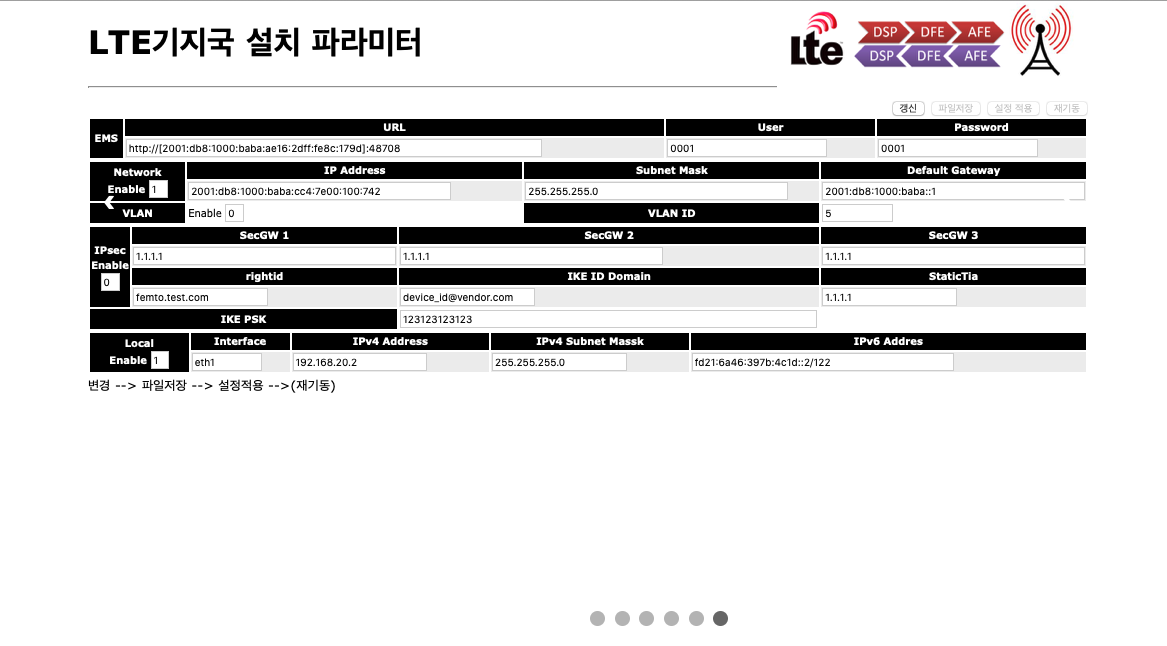 LTE기지국 설치 파라미터
Lte
DSP DFE AFE
DSP DFE AFE
갱신 파일저장 설정 적용 재기동
EMS URL User Password
http://[2001:db8:1000:baba:ae16:2dff:fe8c:179d]:48708 0001 0001
Network IP Address Subnet Mask Default Gateway
Enable 1 2001:db8:1000:baba:cc4:7e00:100:742 255.255.255.0 2001:db8:1000:baba::1
VLAN Enable 0 VLAN ID 5
IPsec Enable 0 SecGW 1 SecGW 2 SecGW 3
1.1.1.1 1.1.1.1 1.1.1.1
rightid IKE ID Domain StaticTia
femto.test.com device_id@vendor.com 1.1.1.1
IKE PSK 123123123123
Local Interface IPv4 Address IPv4 Subnet Massk IPv6 Addres
Enable 1 eth1 192.168.20.2 255.255.255.0 fd21:6a46:397b:4c1d::2/122
변경 --> 파일저장 --> 설정적용 -->(재기동)